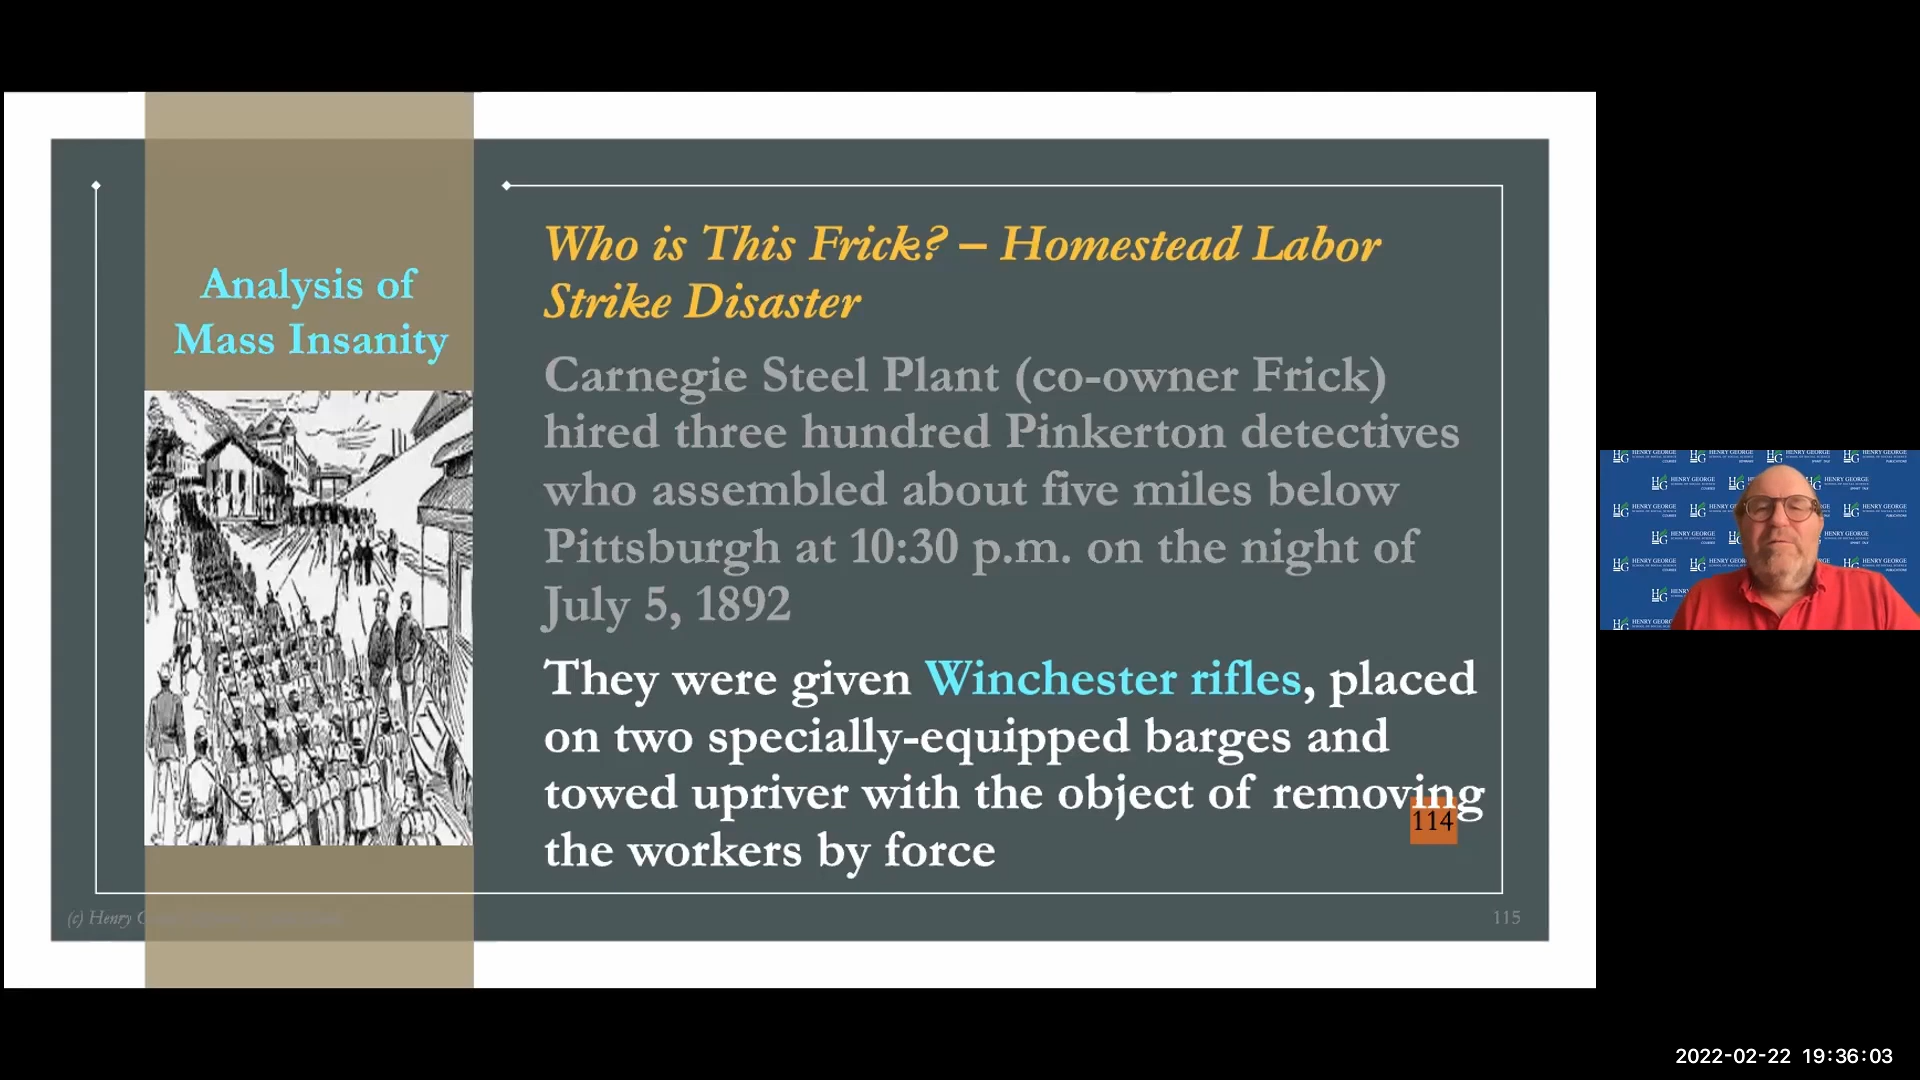 Analysis of
Mass Insanity
Who is This Frick? – Homestead Labor
Strike Disaster
Carnegie Steel Plant (co-owner Frick)
hired three hundred Pinkerton detectives
who assembled about five miles below
Pittsburgh at 10:30 p.m. on the night of
July 5, 1892
They were given Winchester rifles, placed
on two specially-equipped barges and
towed upriver with the object of removing
the workers by force
114
(c) Henry
115
HG HENRY GEORGE
2022-02-22 19:36:03